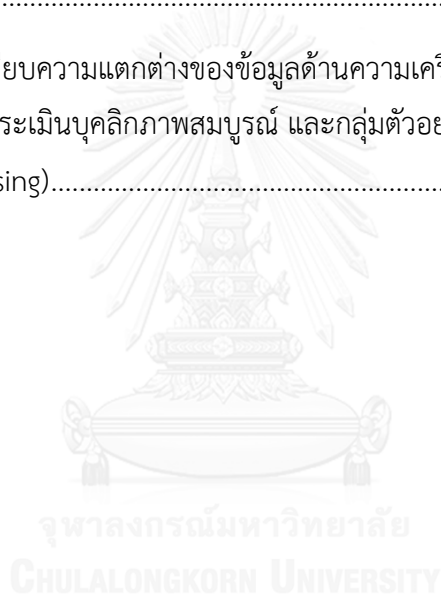 ...........................................................................
ยบความแตกต่างของข้อมูลด้านความเครี
ระเมินบุคลิกภาพสมบูรณ์ และกลุ่มตัวอย
sing)..................................................................
จุฬาลงกรณ์มหาวิทยาลัย
CHULALONGKORN UNIVERSITY